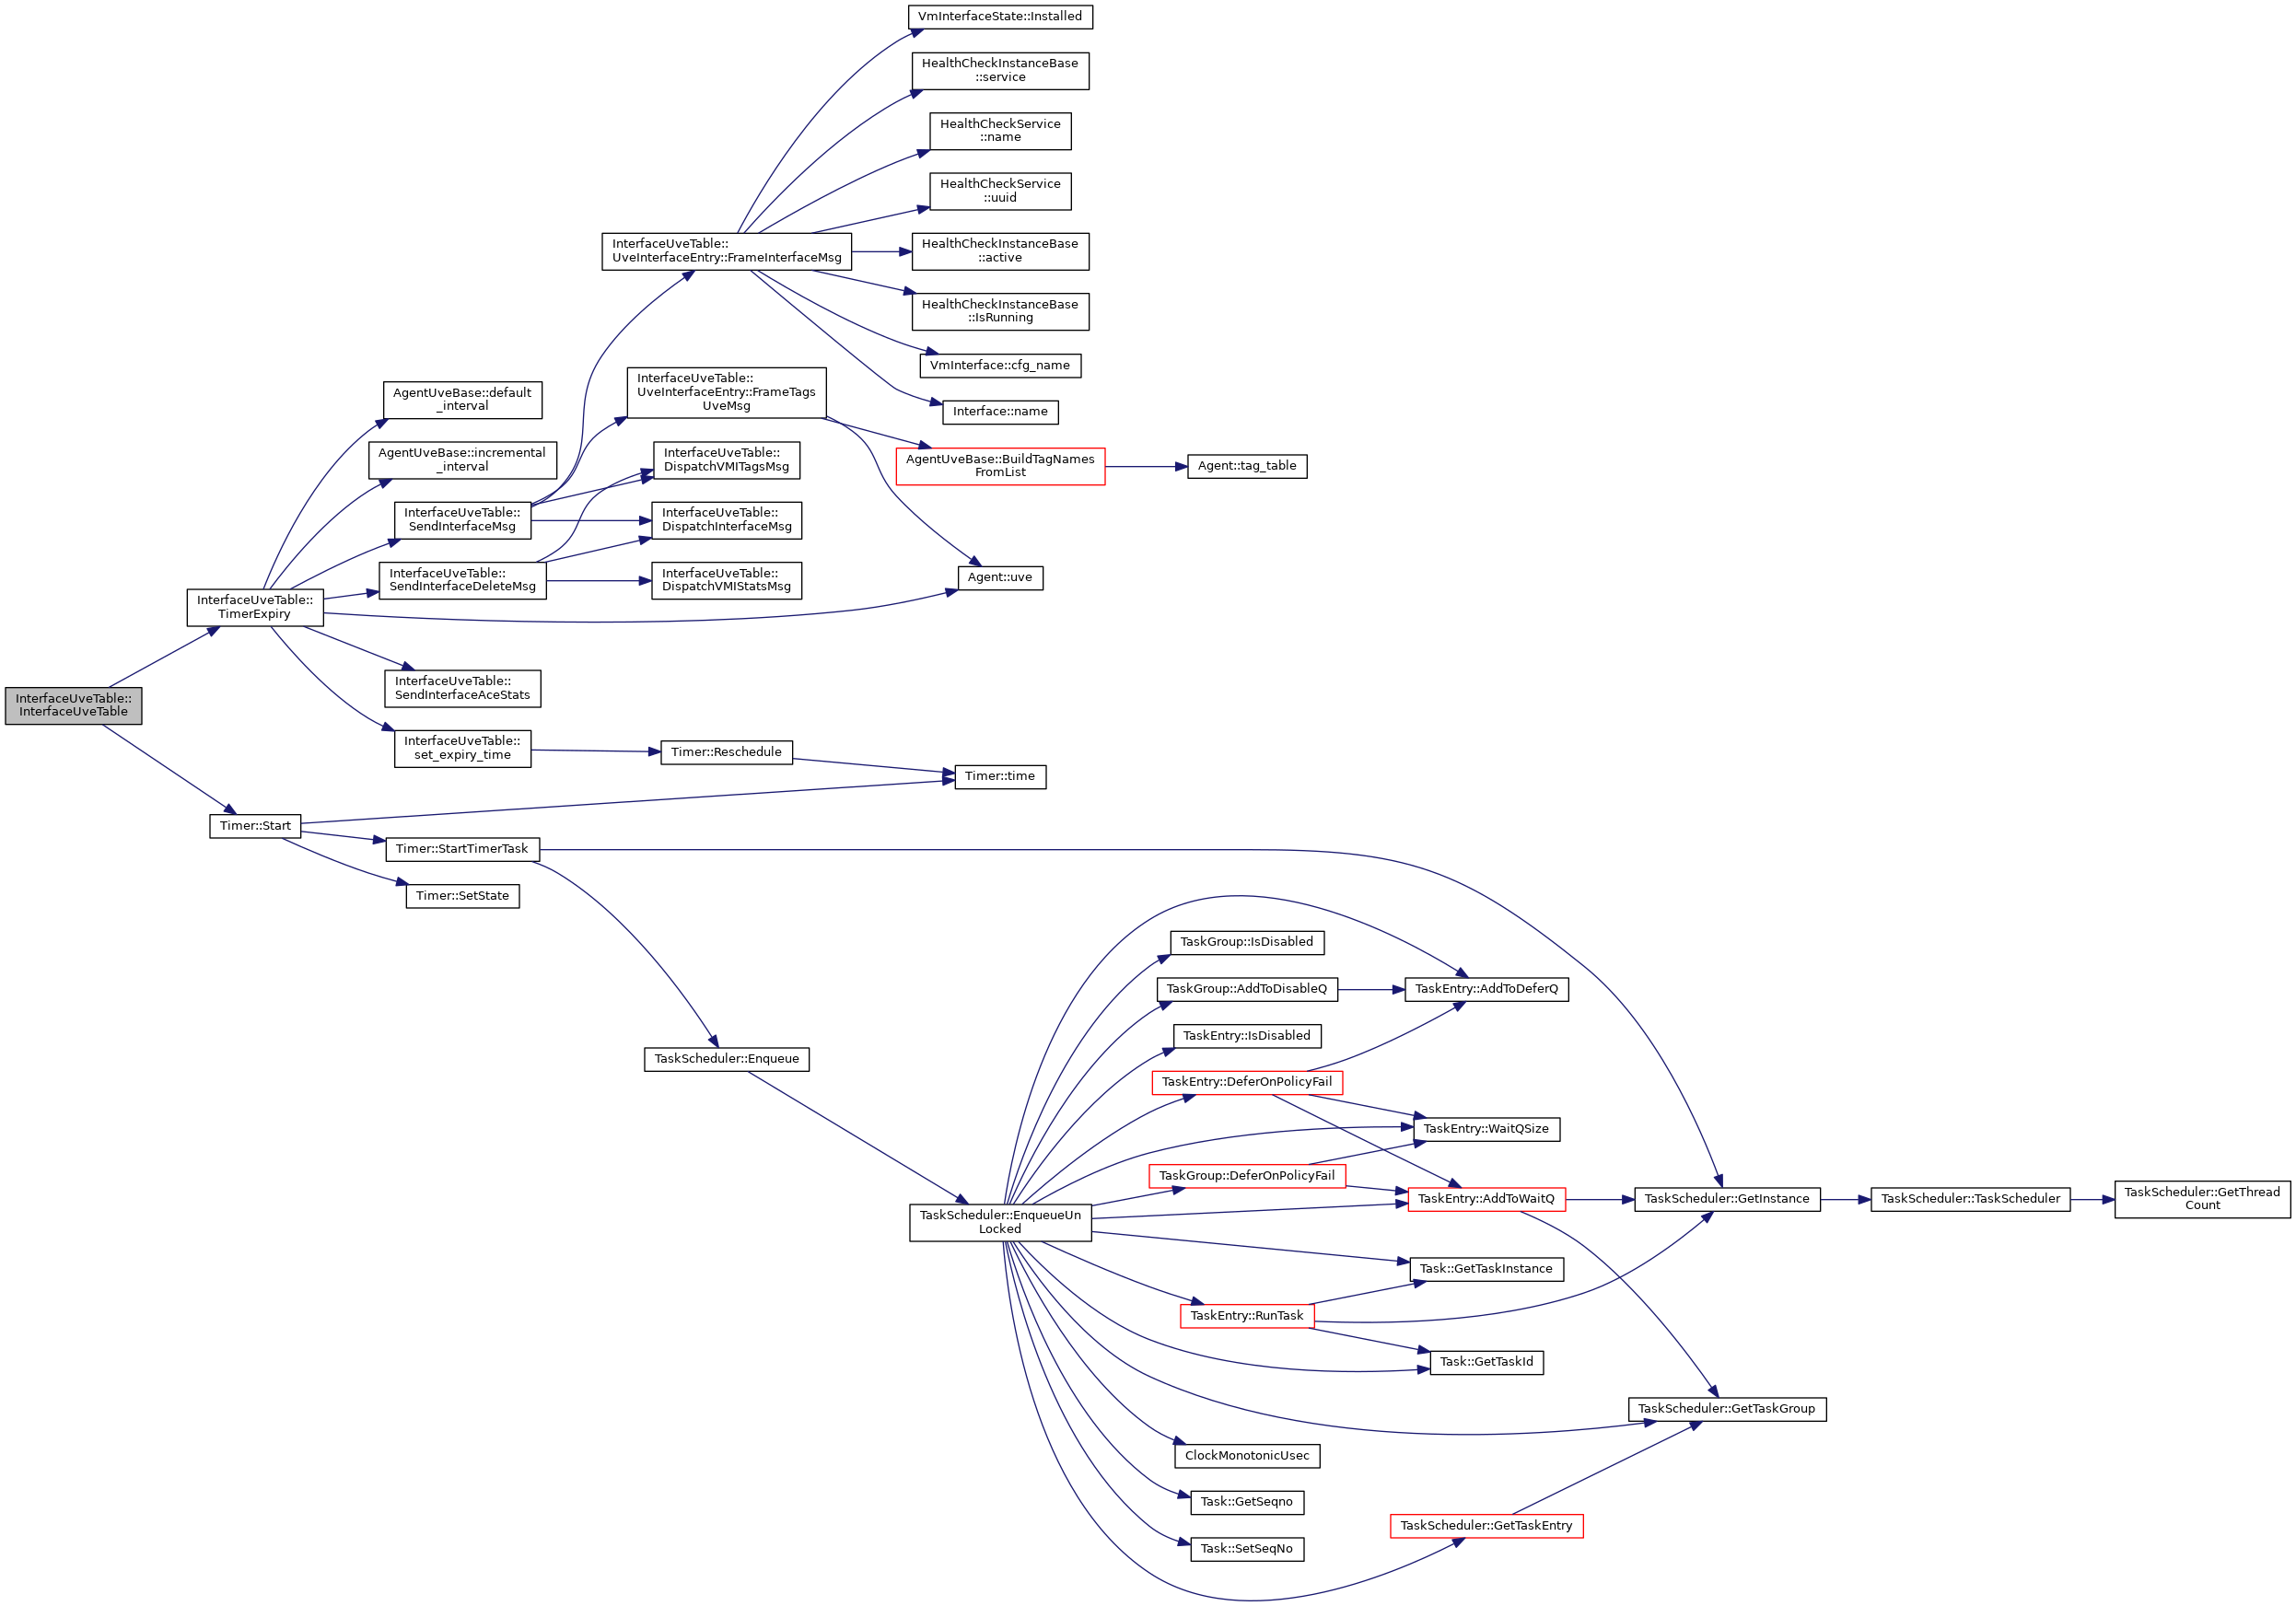 VmInterfaceState::Installed
HealthCheckInstanceBase
::service
HealthCheckService
::name
HealthCheckService
::uuid
InterfaceUveTable::
UveInterfaceEntry::FrameInterfaceMsg
HealthCheckInstanceBase
::active
HealthCheckInstanceBase
::IsRunning
VmInterface::cfg_name
InterfaceUveTable::
UveInterfaceEntry::FrameTags
UveMsg
AgentUveBase::default
_interval
Interface::name
AgentUveBase::incremental
_interval
InterfaceUveTable::
DispatchVMITagsMsg
AgentUveBase::BuildTagNames
FromList
Agent::tag_table
InterfaceUveTable::
SendInterfaceMsg
InterfaceUveTable::
DispatchInterfaceMsg
InterfaceUveTable::
SendInterfaceDeleteMsg
InterfaceUveTable::
DispatchVMIStatsMsg
Agent::uve
InterfaceUveTable::
TimerExpiry
InterfaceUveTable::
SendInterfaceAceStats
InterfaceUveTable::
InterfaceUveTable
InterfaceUveTable::
set_expiry_time
Timer::Reschedule
Timer::time
Timer::Start
Timer::StartTimerTask
Timer::SetState
TaskGroup::IsDisabled
TaskGroup::AddToDisableQ
TaskEntry::AddToDeferQ
TaskEntry::IsDisabled
TaskScheduler::Enqueue
TaskEntry::DeferOnPolicyFail
TaskEntry::WaitQSize
TaskGroup::DeferOnPolicyFail
TaskEntry::AddToWaitQ
TaskScheduler::GetInstance
TaskScheduler::TaskScheduler
TaskScheduler::GetThread
Count
TaskScheduler::EnqueueUn
Locked
Task::GetTaskInstance
TaskEntry::RunTask
Task::GetTaskId
TaskScheduler::GetTaskGroup
ClockMonotonicUsec
Task::GetSeqno
TaskScheduler::GetTaskEntry
Task::SetSeqNo